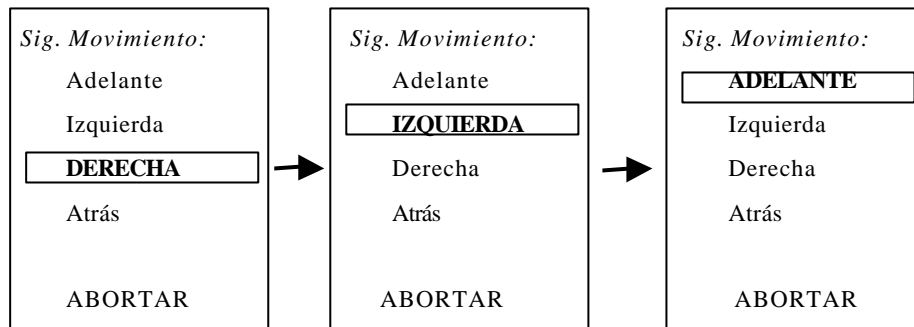 Sig. Movimiento:
Adelante
Izquierda
DERECHA
Atrás
ABORTAR
Sig. Movimiento:
Adelante
IZQUIERDA
Derecha
Atrás
ABORTAR
Sig. Movimiento:
ADELANTE
Izquierda
Derecha
Atrás
ABORTAR